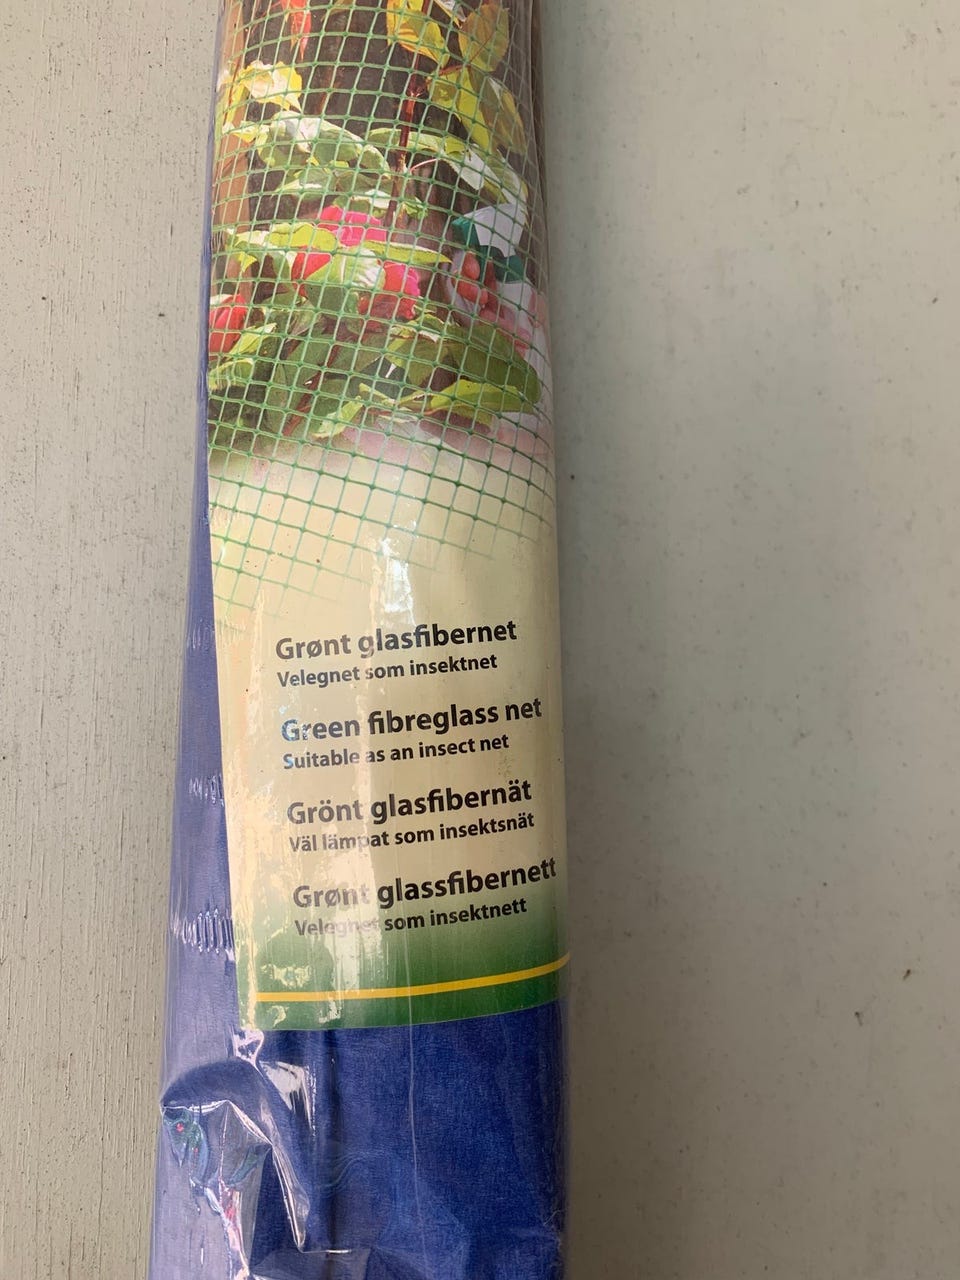 Grønt glasfibernet
Velegnet som insektnet
Green fibreglass net
Suitable as an insect net
Grönt glasfibernät
Väl lämpat som insektsnät
Grønt glassfibernett
Velegnet som insektnett